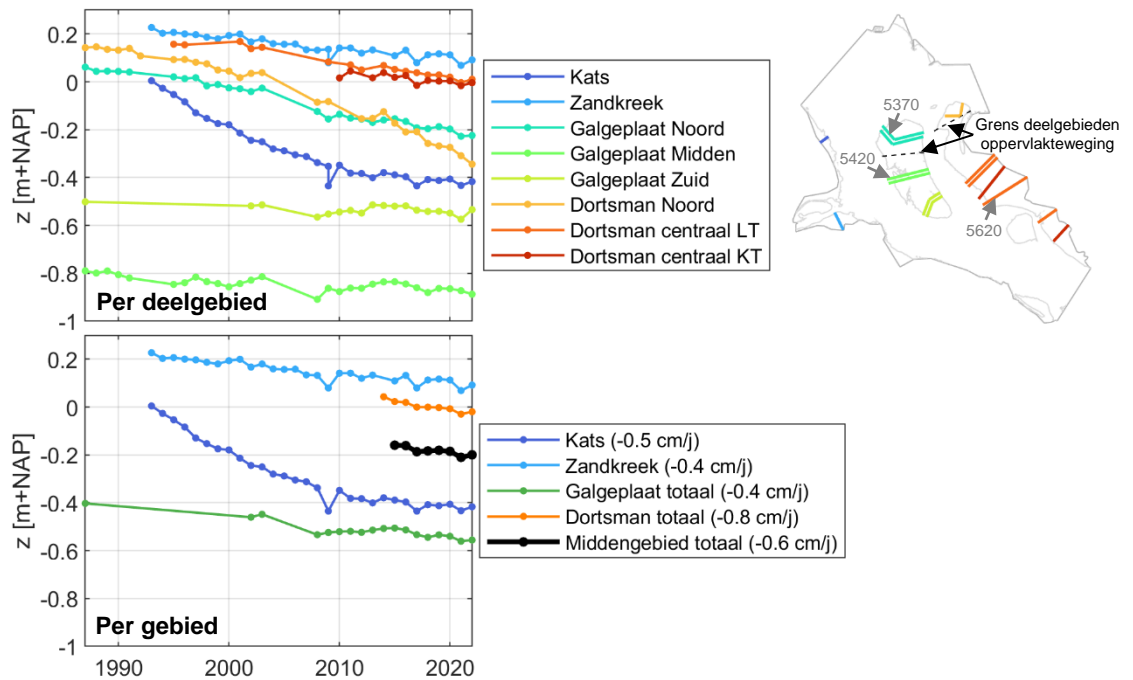 0.2
0
-0.2
-0.4
-0.6
-0.8
-1
z [m+NAP]
Per deelgebied
Kats
Zandkreek
Galgeplaat Noord
Galgeplaat Midden
Galgeplaat Zuid
Dortsman Noord
Dortsman centraal LT
Dortsman centraal KT
5370
Grens deelgebieden
oppervlakteweging
5420
5620
0.2
0
-0.2
-0.4
-0.6
-0.8
-1
z [m+NAP]
Per gebied
1990
2000
2010
2020
Kats (-0.5 cm/j)
Zandkreek (-0.4 cm/j)
Galgeplaat totaal (-0.4 cm/j)
Dortsman totaal (-0.8 cm/j)
Middengebied totaal (-0.6 cm/j)